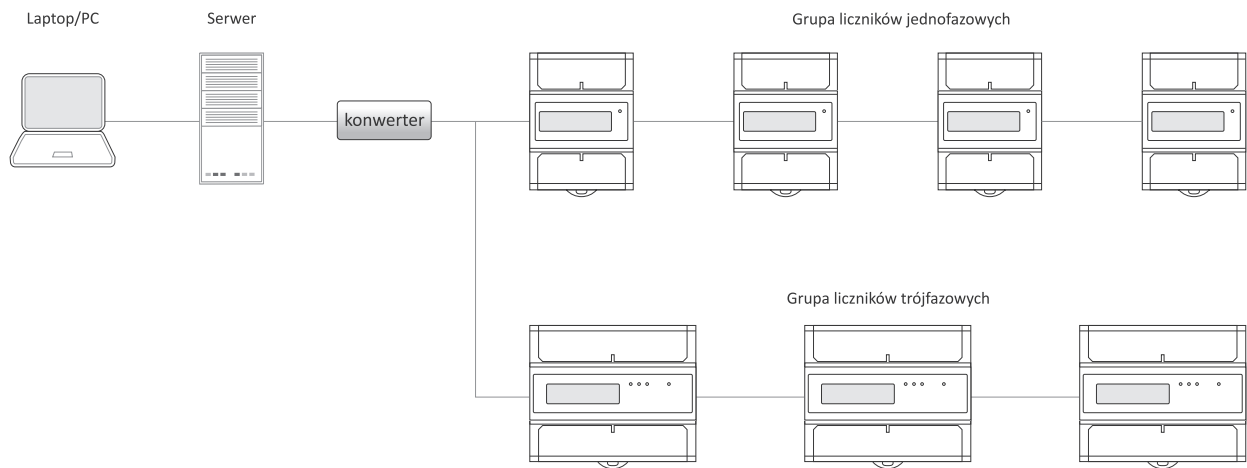 Laptop/PC
Serwer
Grupa liczników jednofazowych
konwerter
Grupa liczników trójfazowych